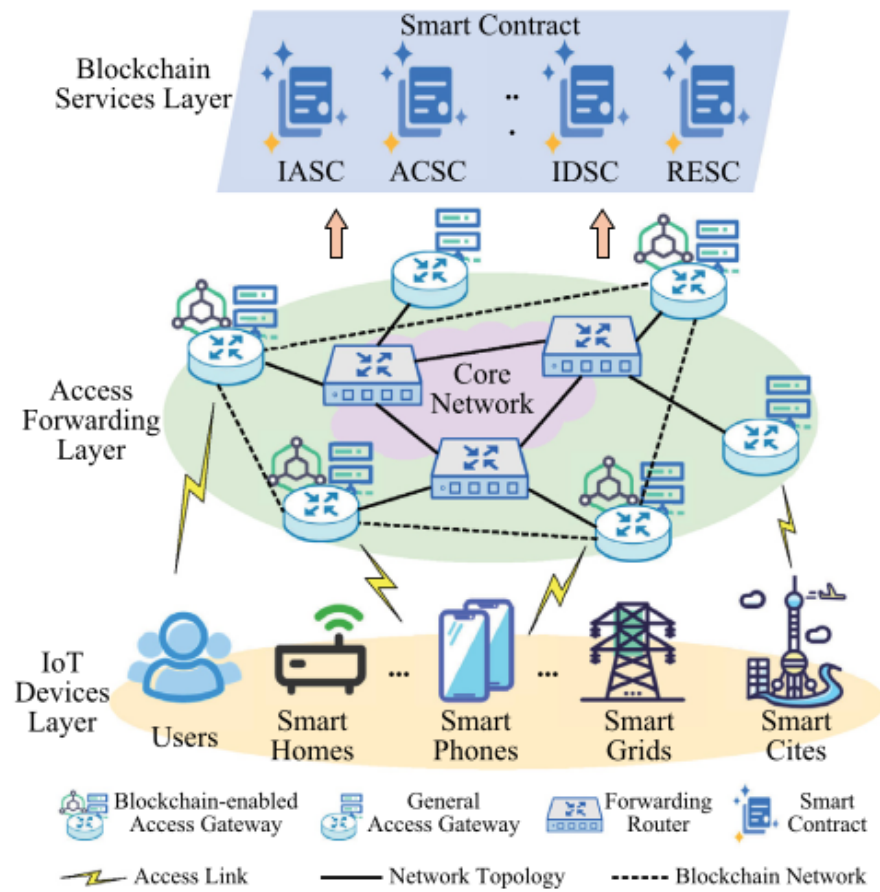 Smart Contract
Blockchain
Services Layer
IASC
ACSC
IDSC
RESC
Access
Forwarding
Layer
Core
Network
IoT
Devices
Layer
Users
Smart
Homes
Smart
Phones
Smart
Grids
Smart
Cites
Blockchain-enabled
Access Gateway
General
Access Gateway
Forwarding
Router
Smart
Contract
Access Link
Network Topology
Blockchain Network